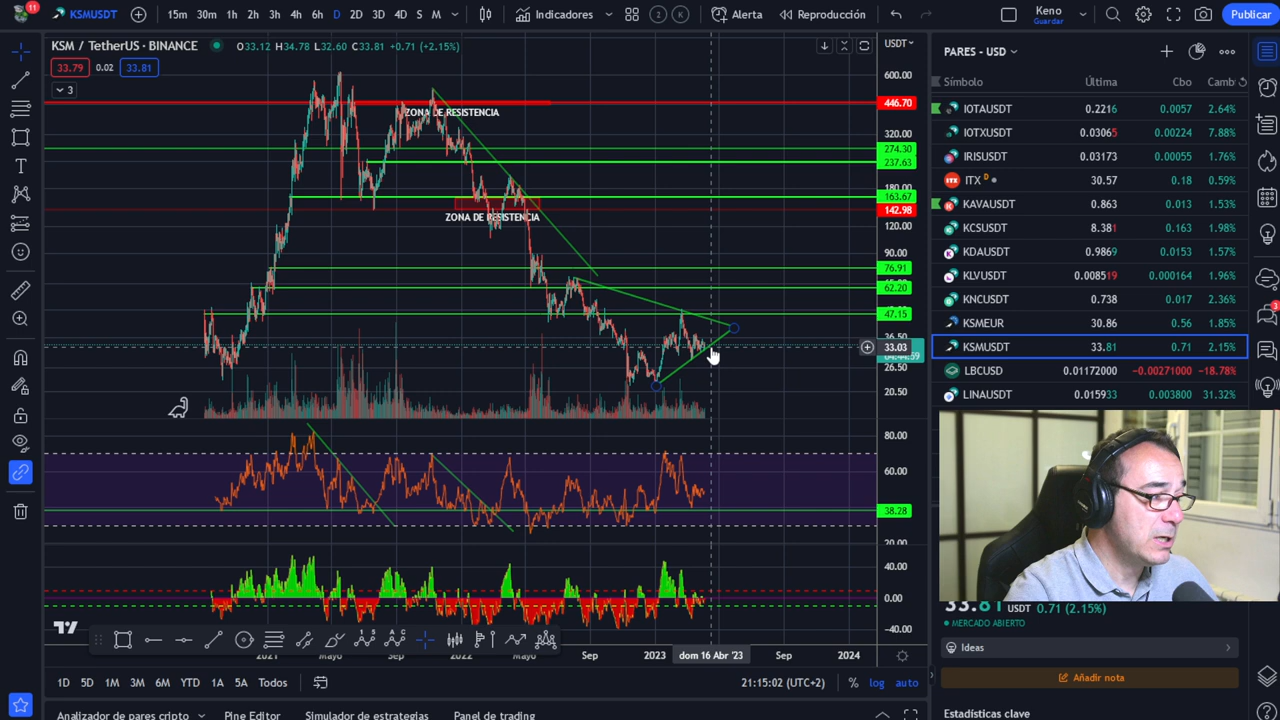 11
KSMUSDT
15m 30m 1h 2h 3h 4h 6h D 2D 3D 4D S M
Indicadores
2 K
Alerta
Reproducción
Keno
Guardar
Publicar
KSM / TetherUS · BINANCE
O33.12 H34.78 L32.60 C33.81 +0.71 (+2.15%)
33.79 0.02 33.81
3
USDT
600.00
446.70
320.00
274.30
237.63
180.00
163.67
142.98
120.00
90.00
76.91
62.20
47.15
36.50
33.03
04:44:59
26.50
20.50
ZONA DE RESISTENCIA
ZONA DE RESISTENCIA
80.00
60.00
38.28
20.00
40.00
0.00
-40.00
2021 Mayo Sep 2022 Mayo Sep 2023 dom 16 Abr '23 Sep 2024
1D 5D 1M 3M 6M YTD 1A 5A Todos
21:15:02 (UTC+2)
% log auto
Analizador de pares cripto Pine Editor Simulador de estrategias Panel de trading
PARES - USD
Símbolo Última Cbo Camb
IOTAUSDT 0.2216 0.0057 2.64%
IOTXUSDT 0.03065 0.00224 7.88%
IRISUSDT 0.03173 0.00055 1.76%
ITX D 30.57 0.18 0.59%
KAVAUSDT 0.863 0.013 1.53%
KCSUSDT 8.381 0.163 1.98%
KDAUSDT 0.9869 0.0153 1.57%
KLVUSDT 0.008519 0.000164 1.96%
KNCUSDT 0.738 0.017 2.36%
KSMEUR 30.86 0.56 1.85%
KSMUSDT 33.81 0.71 2.15%
LBCUSD 0.01172000 −0.00271000 −18.78%
LINAUSDT 0.015933 0.003800 31.32%
33.81 USDT 0.71 (2.15%)
MERCADO ABIERTO
Ideas
Añadir nota
Estadísticas clave
3